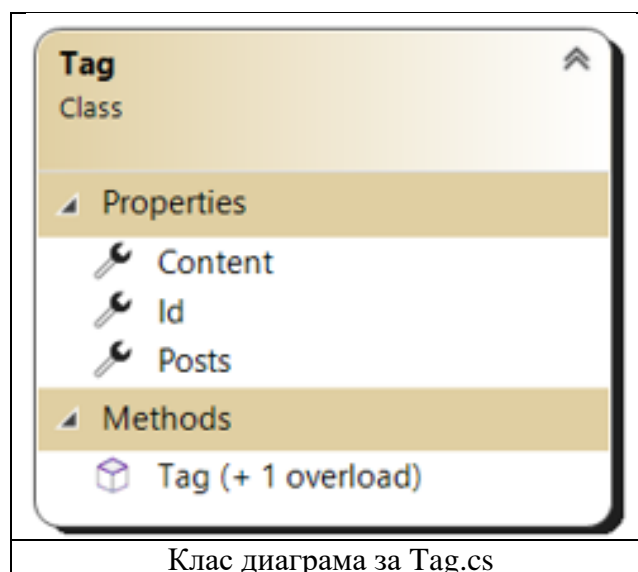 Tag
Class
Properties
Content
Id
Posts
Methods
Tag (+ 1 overload)
Клас диаграма за Tag.cs